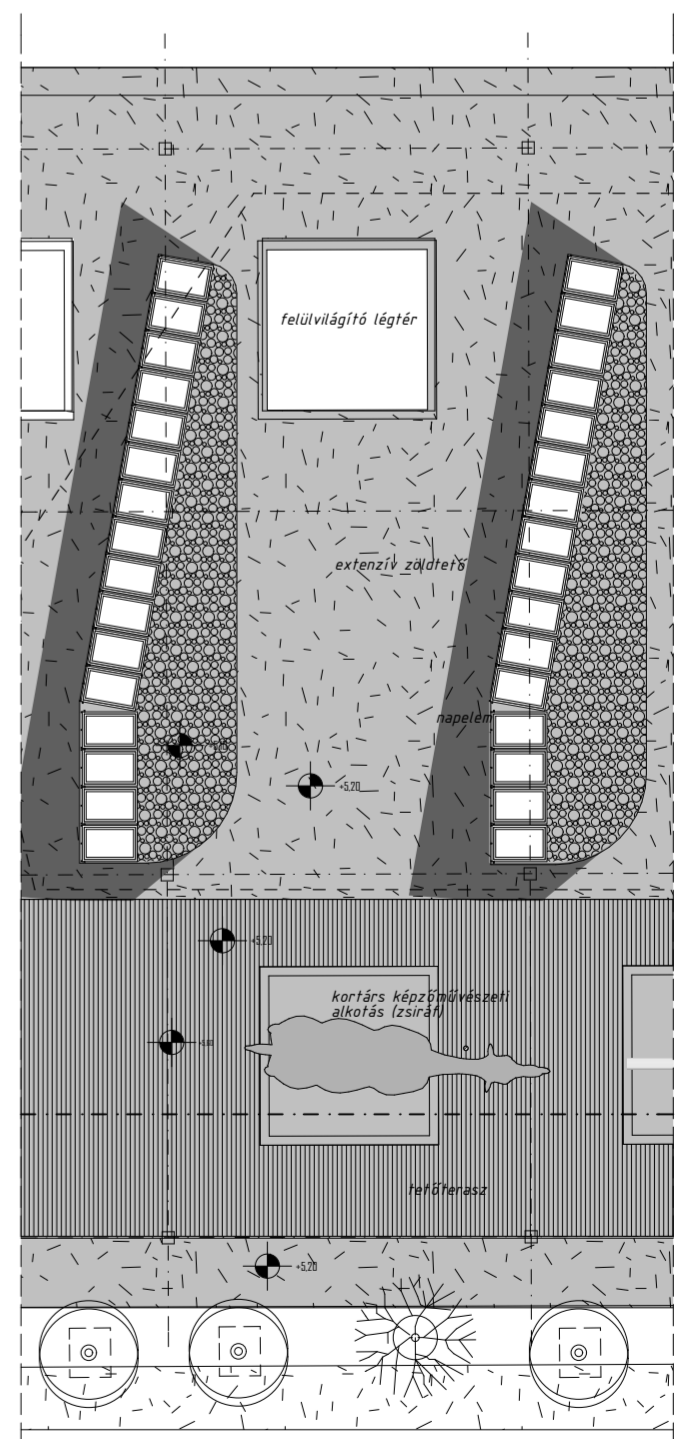 felülvilágító légtér
extenzív zöldtető
napelem
+5,20
+5,20
kortárs képzőművészeti
alkotás (zsiráf)
tetőterasz
+5,20